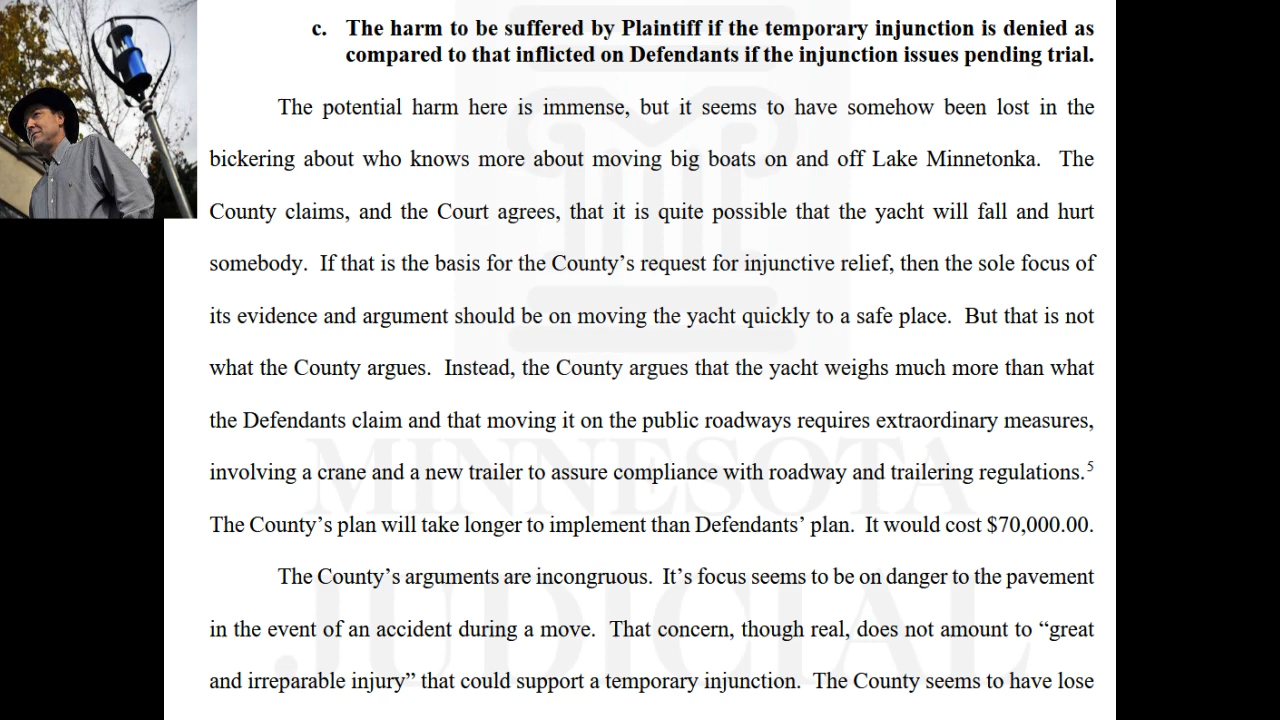 c. The harm to be suffered by Plaintiff if the temporary injunction is denied as
compared to that inflicted on Defendants if the injunction issues pending trial.
The potential harm here is immense, but it seems to have somehow been lost in the
bickering about who knows more about moving big boats on and off Lake Minnetonka. The
County claims, and the Court agrees, that it is quite possible that the yacht will fall and hurt
somebody. If that is the basis for the County's request for injunctive relief, then the sole focus of
its evidence and argument should be on moving the yacht quickly to a safe place. But that is not
what the County argues. Instead, the County argues that the yacht weighs much more than what
the Defendants claim and that moving it on the public roadways requires extraordinary measures,
involving a crane and a new trailer to assure compliance with roadway and trailering regulations.5
The County's plan will take longer to implement than Defendants' plan. It would cost $70,000.00.
The County's arguments are incongruous. It's focus seems to be on danger to the pavement
in the event of an accident during a move. That concern, though real, does not amount to “great
and irreparable injury” that could support a temporary injunction. The County seems to have lose
MINNESOTA
JUDICIAL